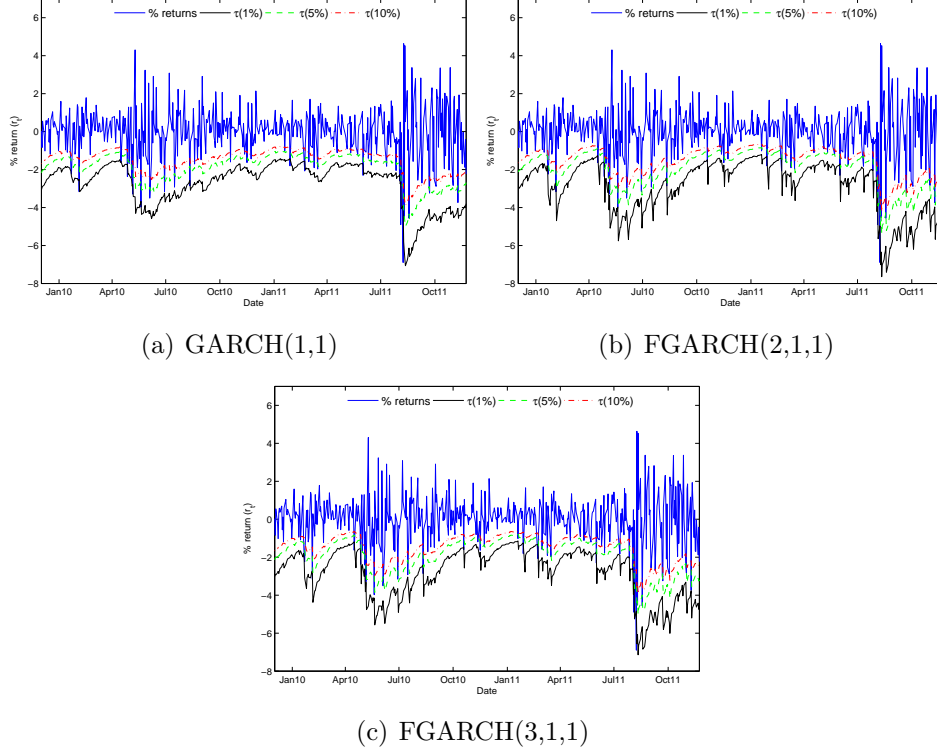 6
% returns τ(1%) τ(5%) τ(10%)
4
2
0
−2
−4
−6
−8
% return (r_t)
Jan10 Apr10 Jul10 Oct10 Jan11 Apr11 Jul11 Oct11
Date
(a) GARCH(1,1)
6
% returns τ(1%) τ(5%) τ(10%)
4
2
0
−2
−4
−6
−8
% return (r_t)
Jan10 Apr10 Jul10 Oct10 Jan11 Apr11 Jul11 Oct11
Date
(b) FGARCH(2,1,1)
6
% returns τ(1%) τ(5%) τ(10%)
4
2
0
−2
−4
−6
−8
% return (r_t)
Jan10 Apr10 Jul10 Oct10 Jan11 Apr11 Jul11 Oct11
Date
(c) FGARCH(3,1,1)